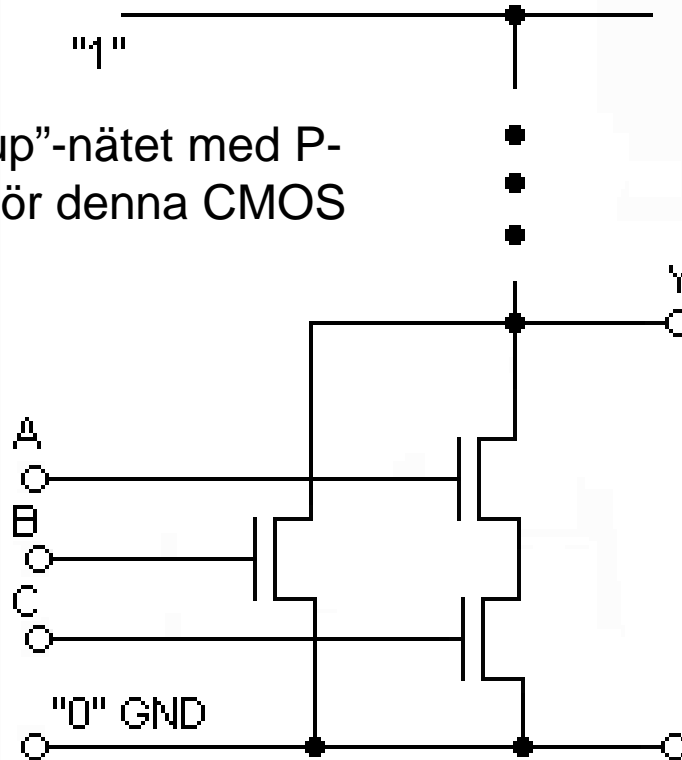 "1"
up”-nätet med P-
ör denna CMOS
Y
A
B
C
"0" GND